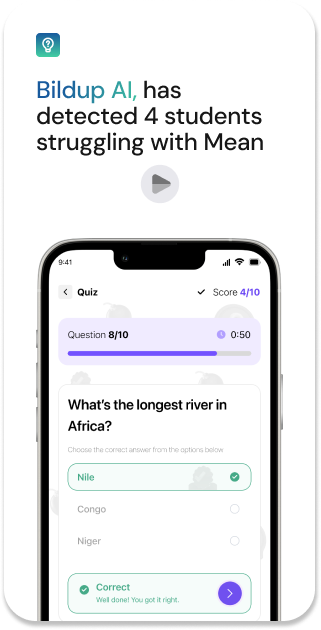 Bildup AI, has
detected 4 students
struggling with Mean
9:41
Quiz
Score 4/10
Question 8/10
0:50
What's the longest river in
Africa?
Choose the correct answer from the options below
Nile
Congo
Niger
Correct
Well done! You got it right.